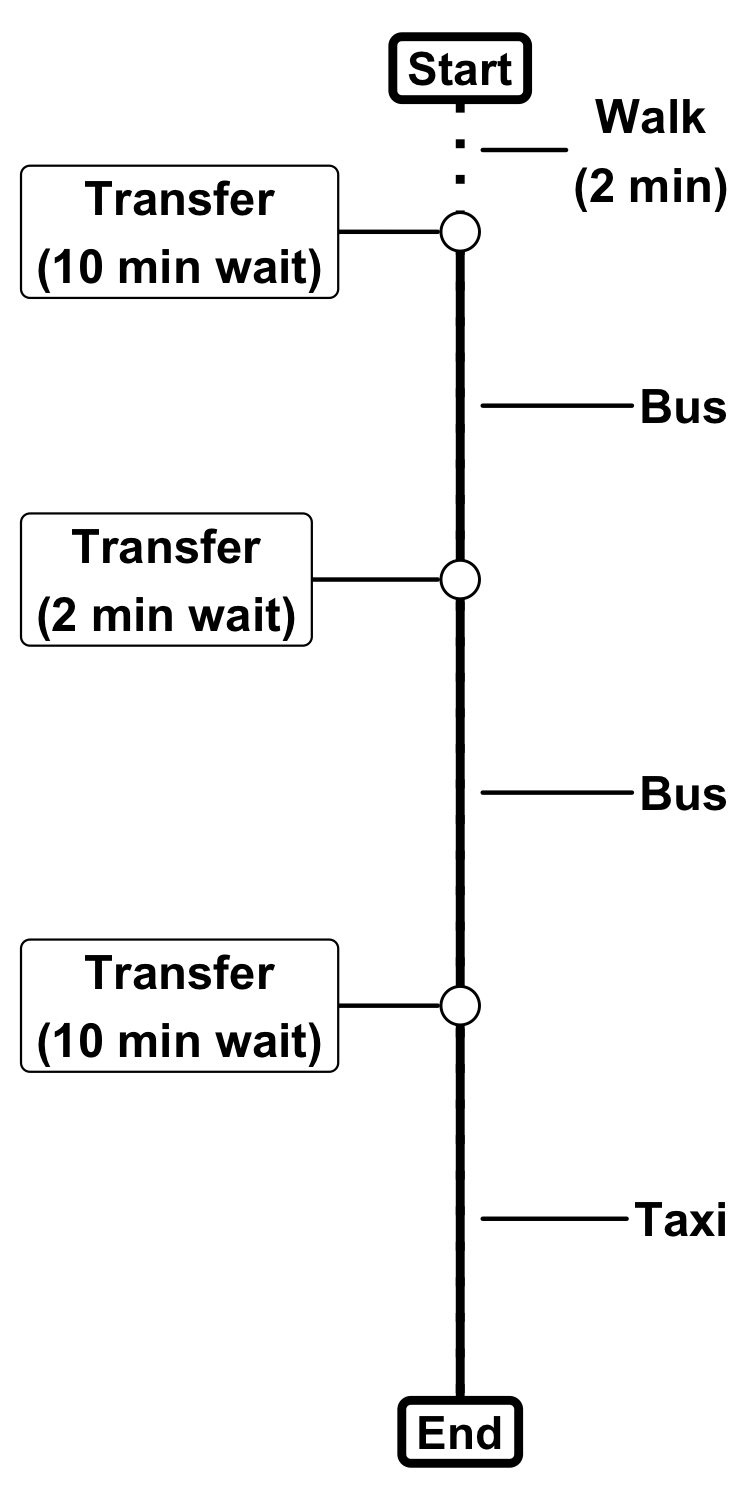 Start
Walk
(2 min)
Transfer
(10 min wait)
Bus
Transfer
(2 min wait)
Bus
Transfer
(10 min wait)
Taxi
End